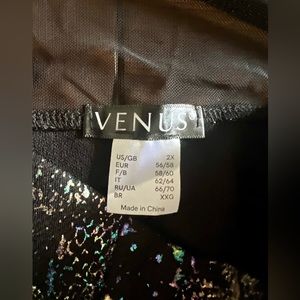 VENUS®
US/GB 2X
EUR 56/58
F/B 58/60
IT 62/64
RU/UA 66/70
BR XXG
Made in China